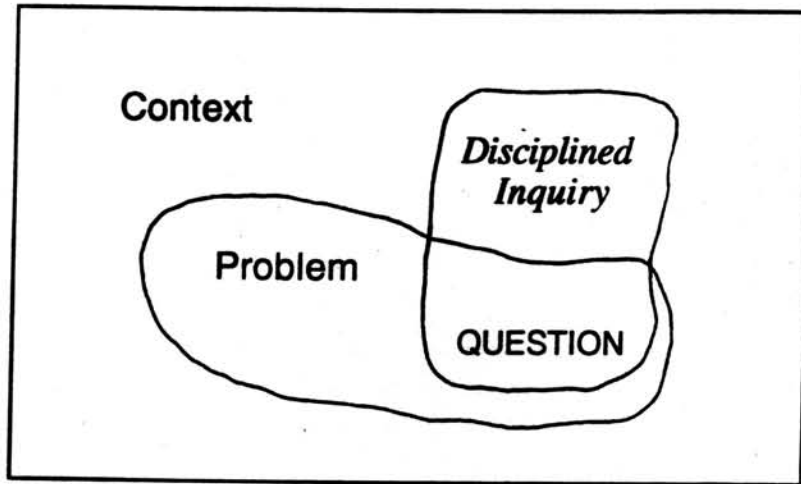 Context
Disciplined
Inquiry
Problem
QUESTION